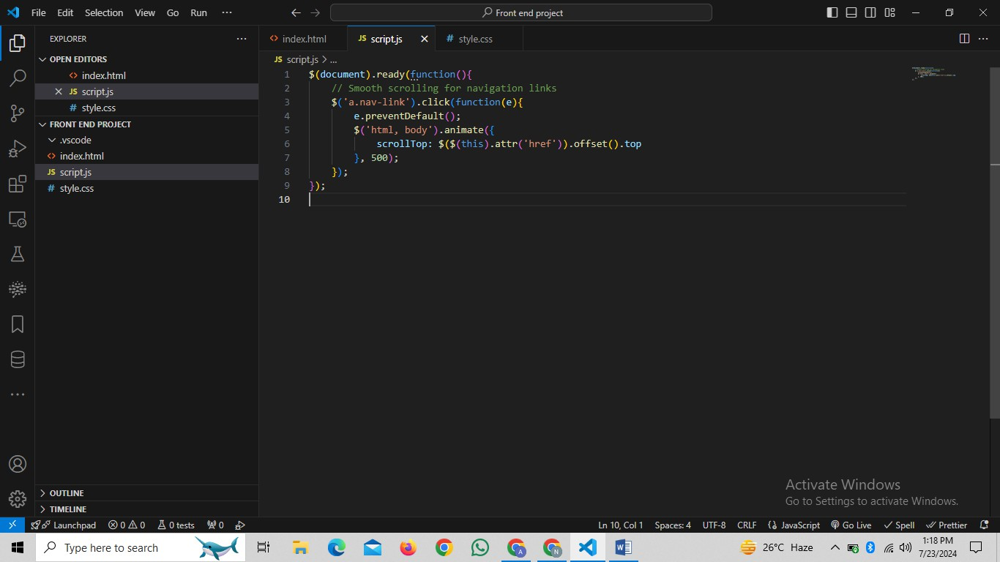 File Edit Selection View Go Run ··· Front end project
EXPLORER ···
OPEN EDITORS
index.html
JS script.js
# style.css
FRONT END PROJECT
.vscode
index.html
JS script.js
# style.css
OUTLINE
TIMELINE
index.html JS script.js # style.css
JS script.js > ...
1 $(document).ready(function(){
2 // Smooth scrolling for navigation links
3 $('a.nav-link').click(function(e){
4 e.preventDefault();
5 $('html, body').animate({
6 scrollTop: $($(this).attr('href')).offset().top
7 }, 500);
8 });
9 });
10
Activate Windows
Go to Settings to activate Windows.
Launchpad 0 0 0 tests 0 Ln 10, Col 1 Spaces: 4 UTF-8 CRLF {} JavaScript Go Live Spell Prettier
Type here to search A N W 26°C Haze 1:18 PM
7/23/2024